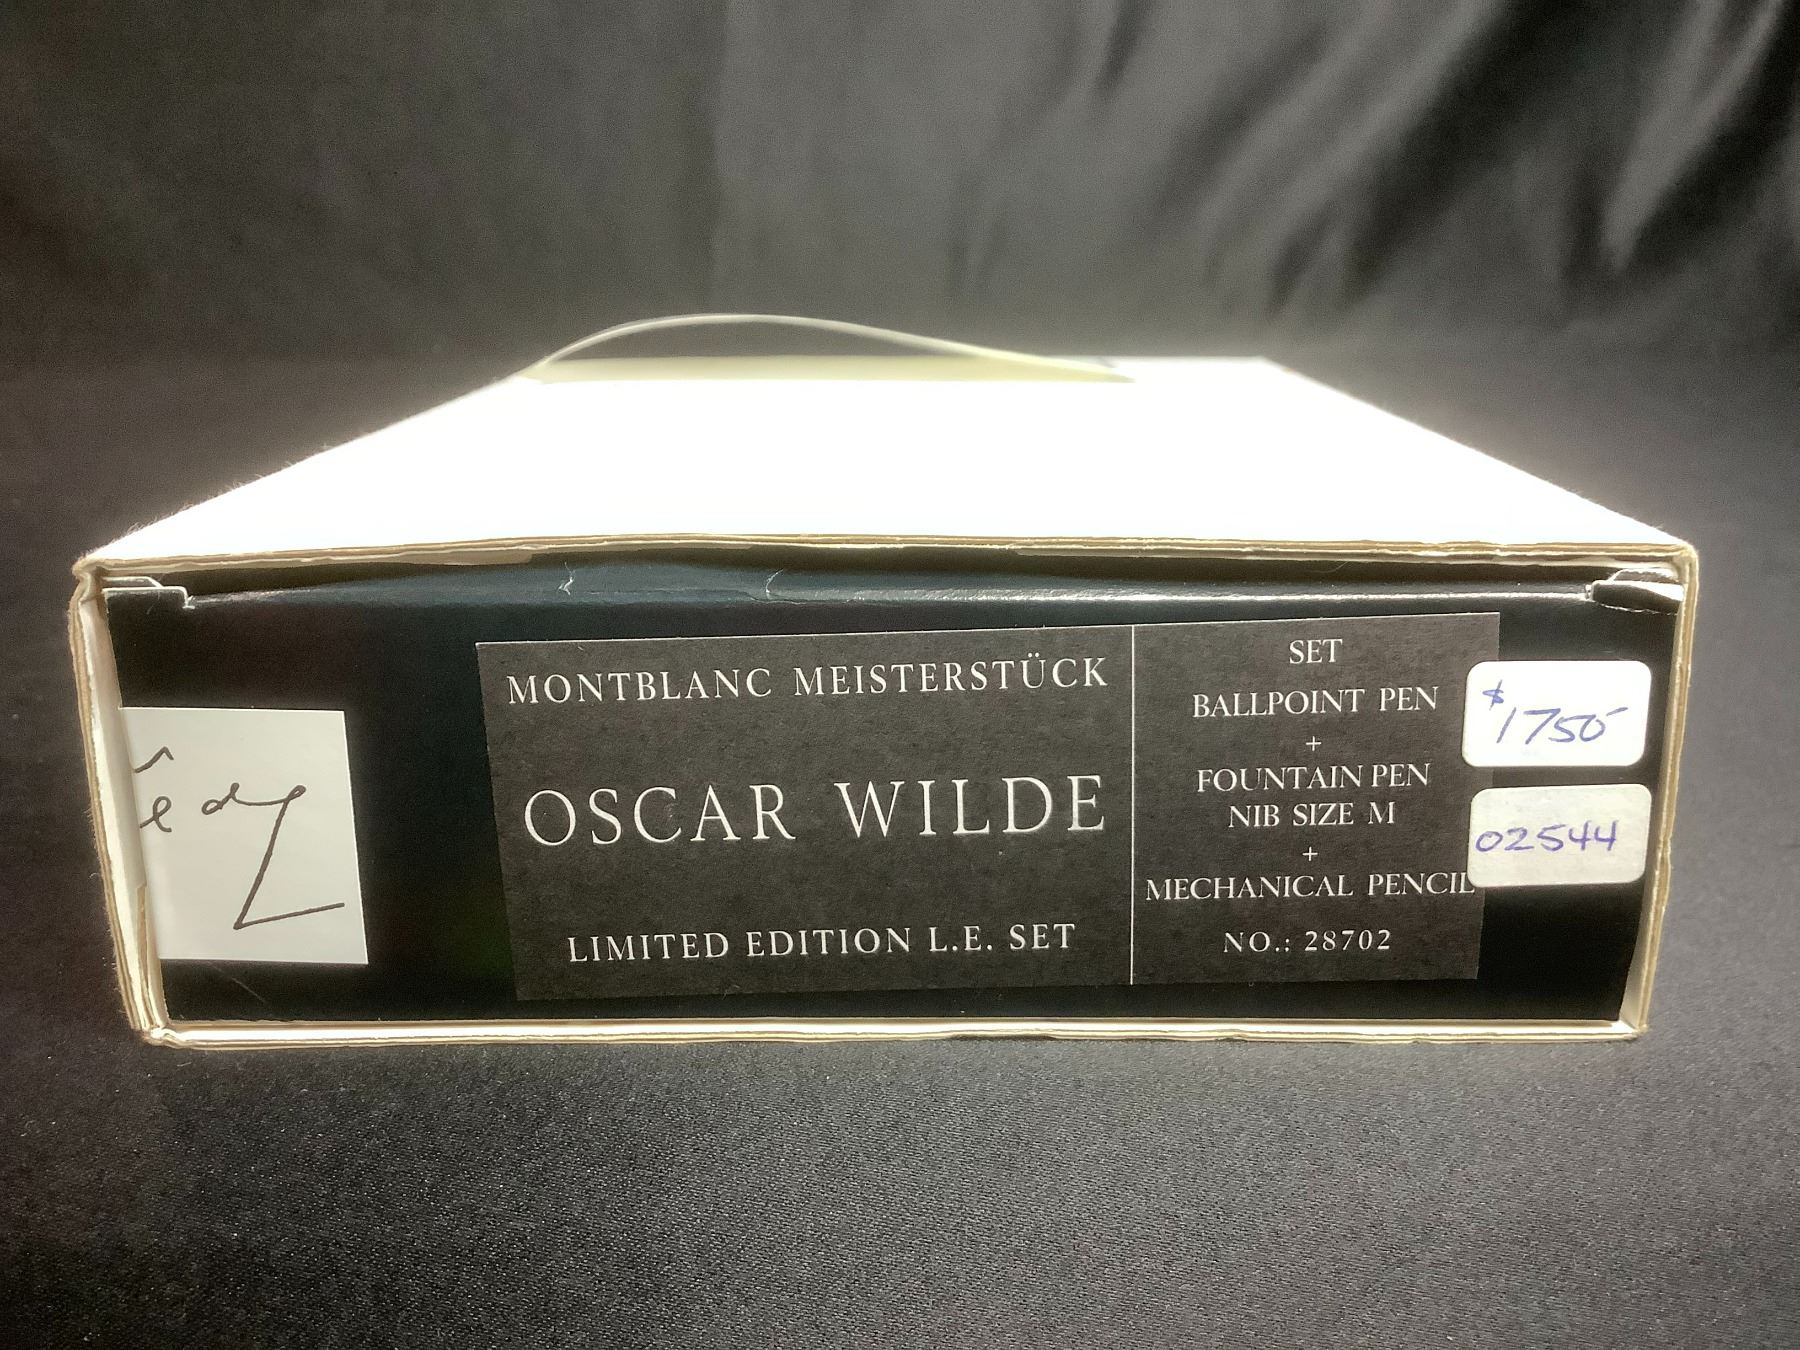 MONTBLANC MEISTERSTÜCK
OSCAR WILDE
LIMITED EDITION L.E. SET
SET
BALLPOINT PEN
+
FOUNTAIN PEN
NIB SIZE M
+
MECHANICAL PENCIL
NO.: 28702
$1750
02544